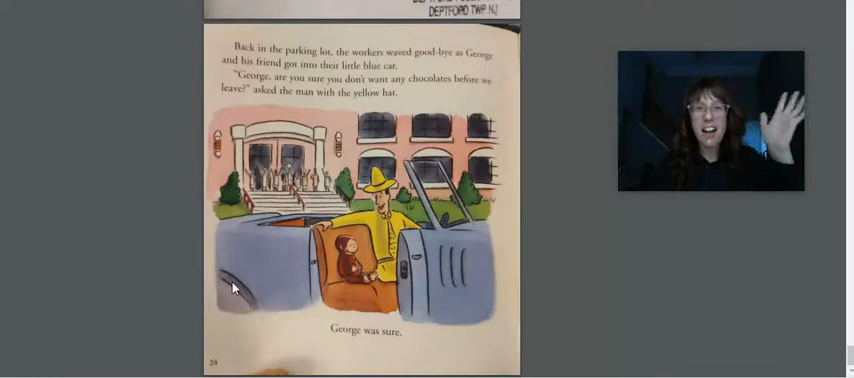 DEPTFORD TWP. NJ
Back in the parking lot, the workers waved good-bye as George
and his friend got into their little blue car.
"George, are you sure you don't want any chocolates before we
leave?" asked the man with the yellow hat.
George was sure.
24